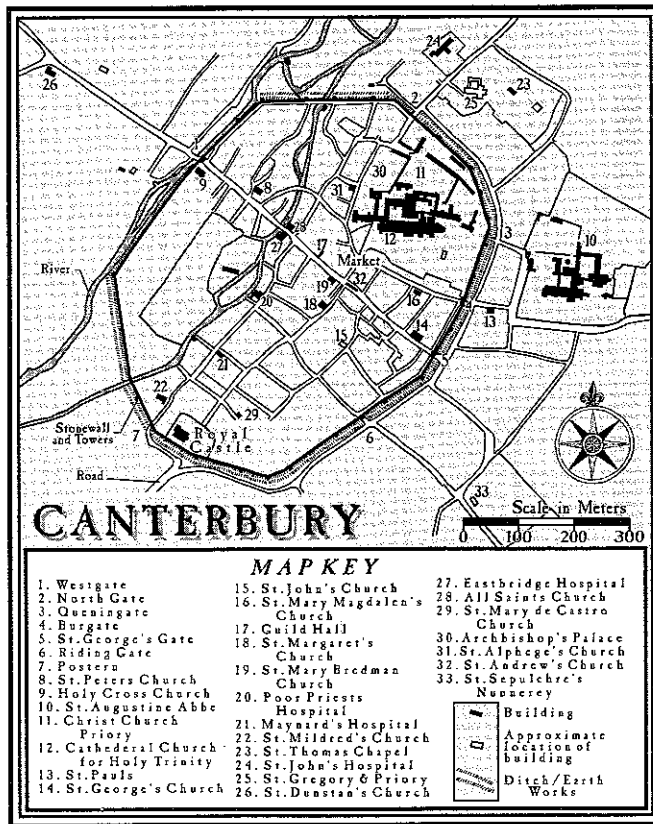 24
26
23
25
2
9
8
31
30
11
12
3
10
28
27
17
Market
River
19
32
18
16
20
13
14
15
21
22
29
Stonewall
and Towers
7
Royal
Castle
6
Road
33
CANTERBURY
Scale in Meters
0 100 200 300
MAP KEY
1. Westgate
2. North Gate
3. Queningate
4. Burgate
5. St.George's Gate
6. Riding Gate
7. Postern
8. St.Peters Church
9. Holy Cross Church
10. St.Augustine Abbe
11. Christ Church
Priory
12. Cathederal Church
for Holy Trinity
13. St.Pauls
14. St.George's Church
15. St.John's Church
16. St.Mary Magdalen's
Church
17. Guild Hall
18. St.Margaret's
Church
19. St.Mary Bredman
Church
20. Poor Priests
Hospital
21. Maynard's Hospital
22. St.Mildred's Church
23. St.Thomas Chapel
24. St.John's Hospital
25. St.Gregory & Priory
26. St.Dunstan's Church
27. Eastbridge Hospital
28. All Saints Church
29. St.Mary de Castro
Church
30. Archbishop's Palace
31. St.Alphege's Church
32. St.Andrew's Church
33. St.Sepulchre's
Nunnerey
Building
Approximate
location of
building
Ditch/Earth
Works